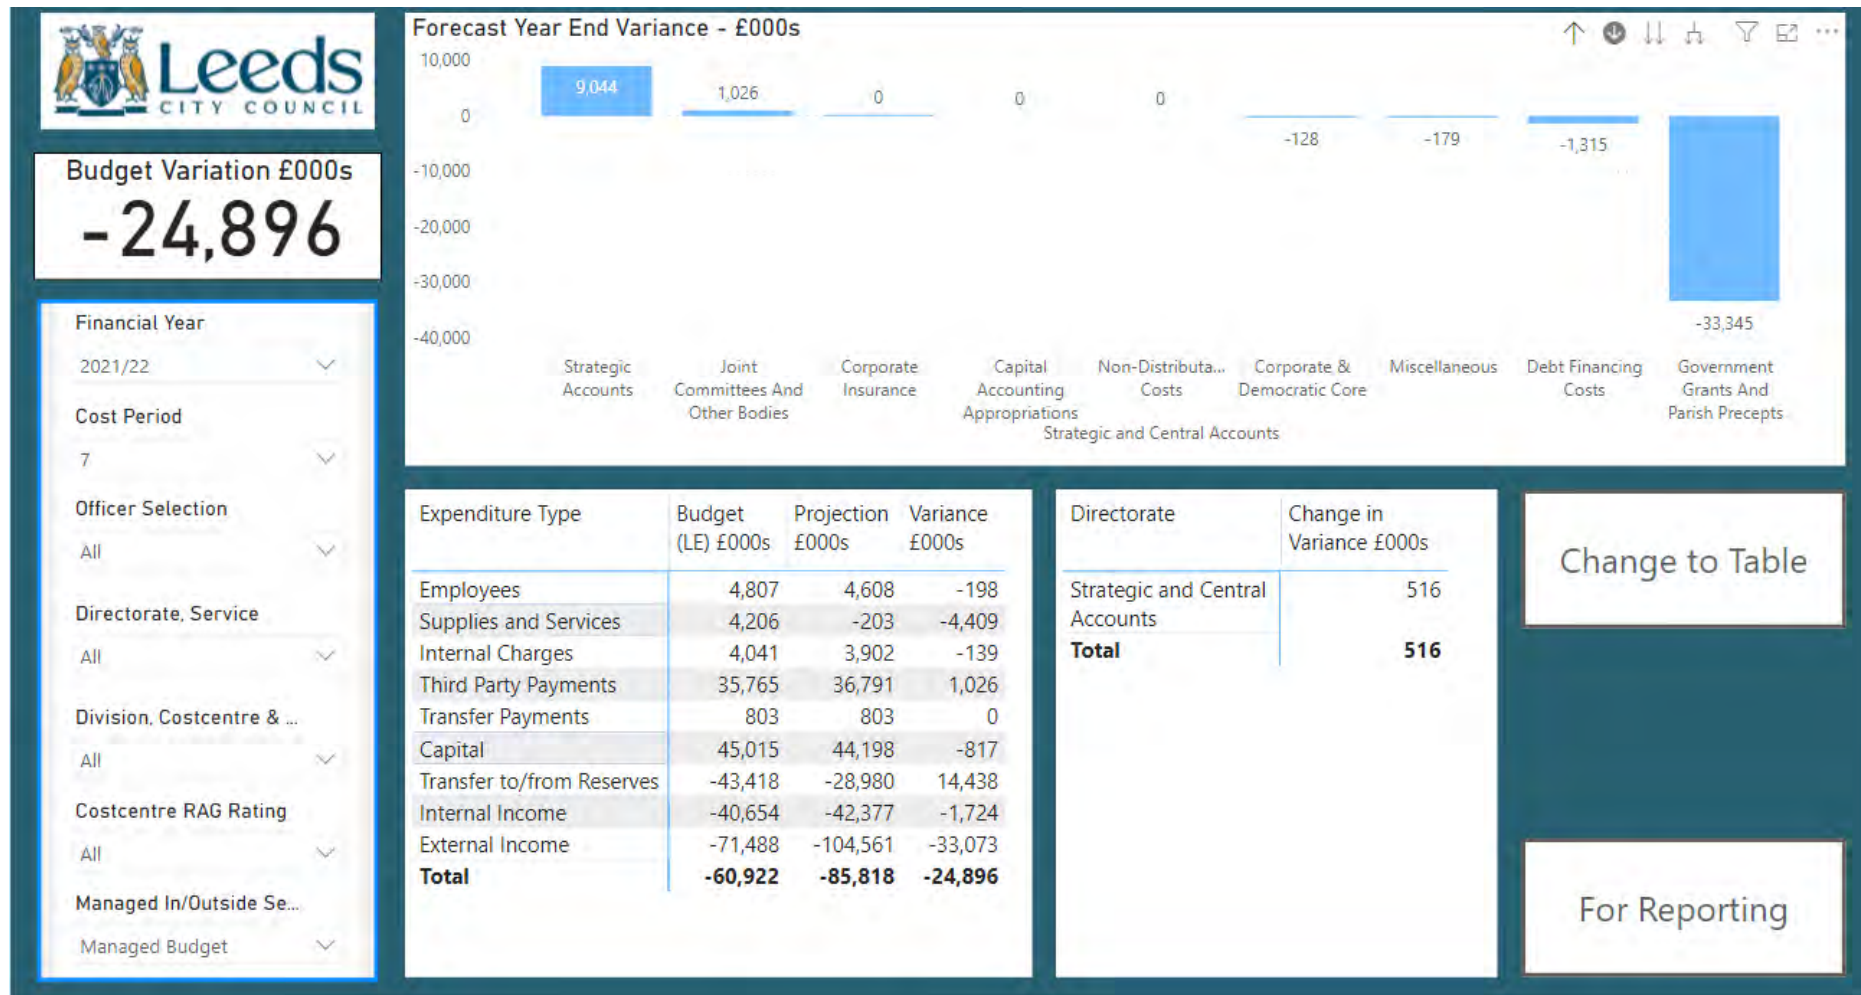 Leeds
CITY COUNCIL
Budget Variation £000s
-24,896
Financial Year
2021/22
Cost Period
7
Officer Selection
All
Directorate, Service
All
Division, Costcentre & ...
All
Costcentre RAG Rating
All
Managed In/Outside Se...
Managed Budget
Forecast Year End Variance - £000s
10,000
0
-10,000
-20,000
-30,000
-40,000
9,044
1,026
0
0
0
-128
-179
-1,315
-33,345
Strategic
Accounts
Joint
Committees And
Other Bodies
Corporate
Insurance
Capital
Accounting
Appropriations
Non-Distributa...
Costs
Corporate &
Democratic Core
Miscellaneous
Debt Financing
Costs
Government
Grants And
Parish Precepts
Strategic and Central Accounts
Expenditure Type Budget Projection Variance
(LE) £000s £000s £000s
Employees 4,807 4,608 -198
Supplies and Services 4,206 -203 -4,409
Internal Charges 4,041 3,902 -139
Third Party Payments 35,765 36,791 1,026
Transfer Payments 803 803 0
Capital 45,015 44,198 -817
Transfer to/from Reserves -43,418 -28,980 14,438
Internal Income -40,654 -42,377 -1,724
External Income -71,488 -104,561 -33,073
Total -60,922 -85,818 -24,896
Directorate Change in
Variance £000s
Strategic and Central 516
Accounts
Total 516
Change to Table
For Reporting